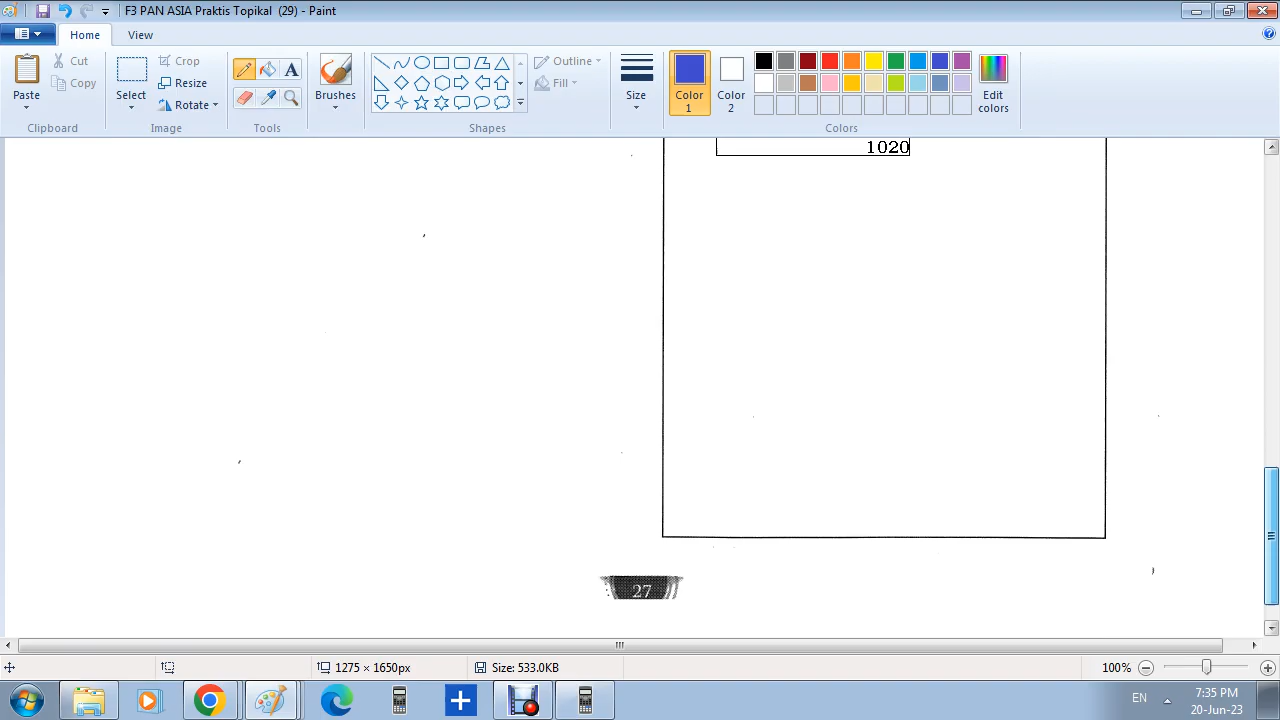 F3 PAN ASIA Praktis Topikal (29) - Paint
Home View
Paste
Cut
Copy
Clipboard
Select
Crop
Resize
Rotate
Image
A
Tools
Brushes
Outline
Fill
Shapes
Size
Color 1
Color 2
Edit colors
Colors
1020
27
1275 × 1650px
Size: 533.0KB
100%
EN
7:35 PM
20-Jun-23